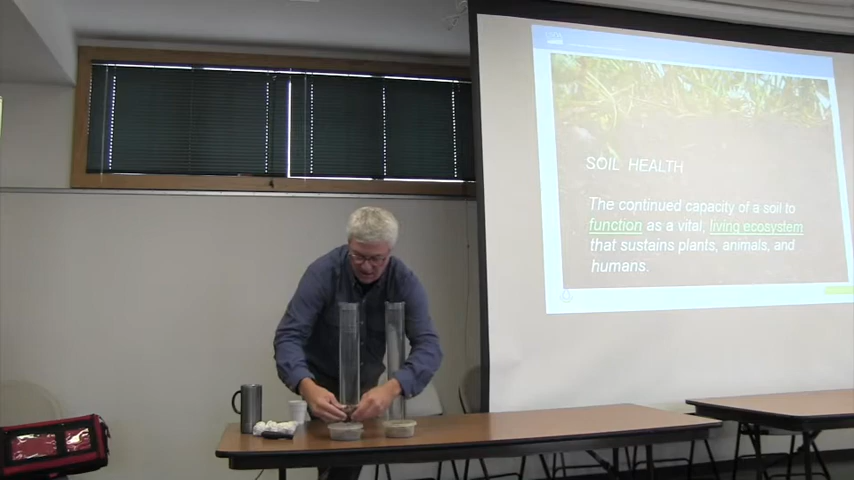 SOIL HEALTH
The continued capacity of a soil to
function as a vital, living ecosystem
that sustains plants, animals, and
humans.